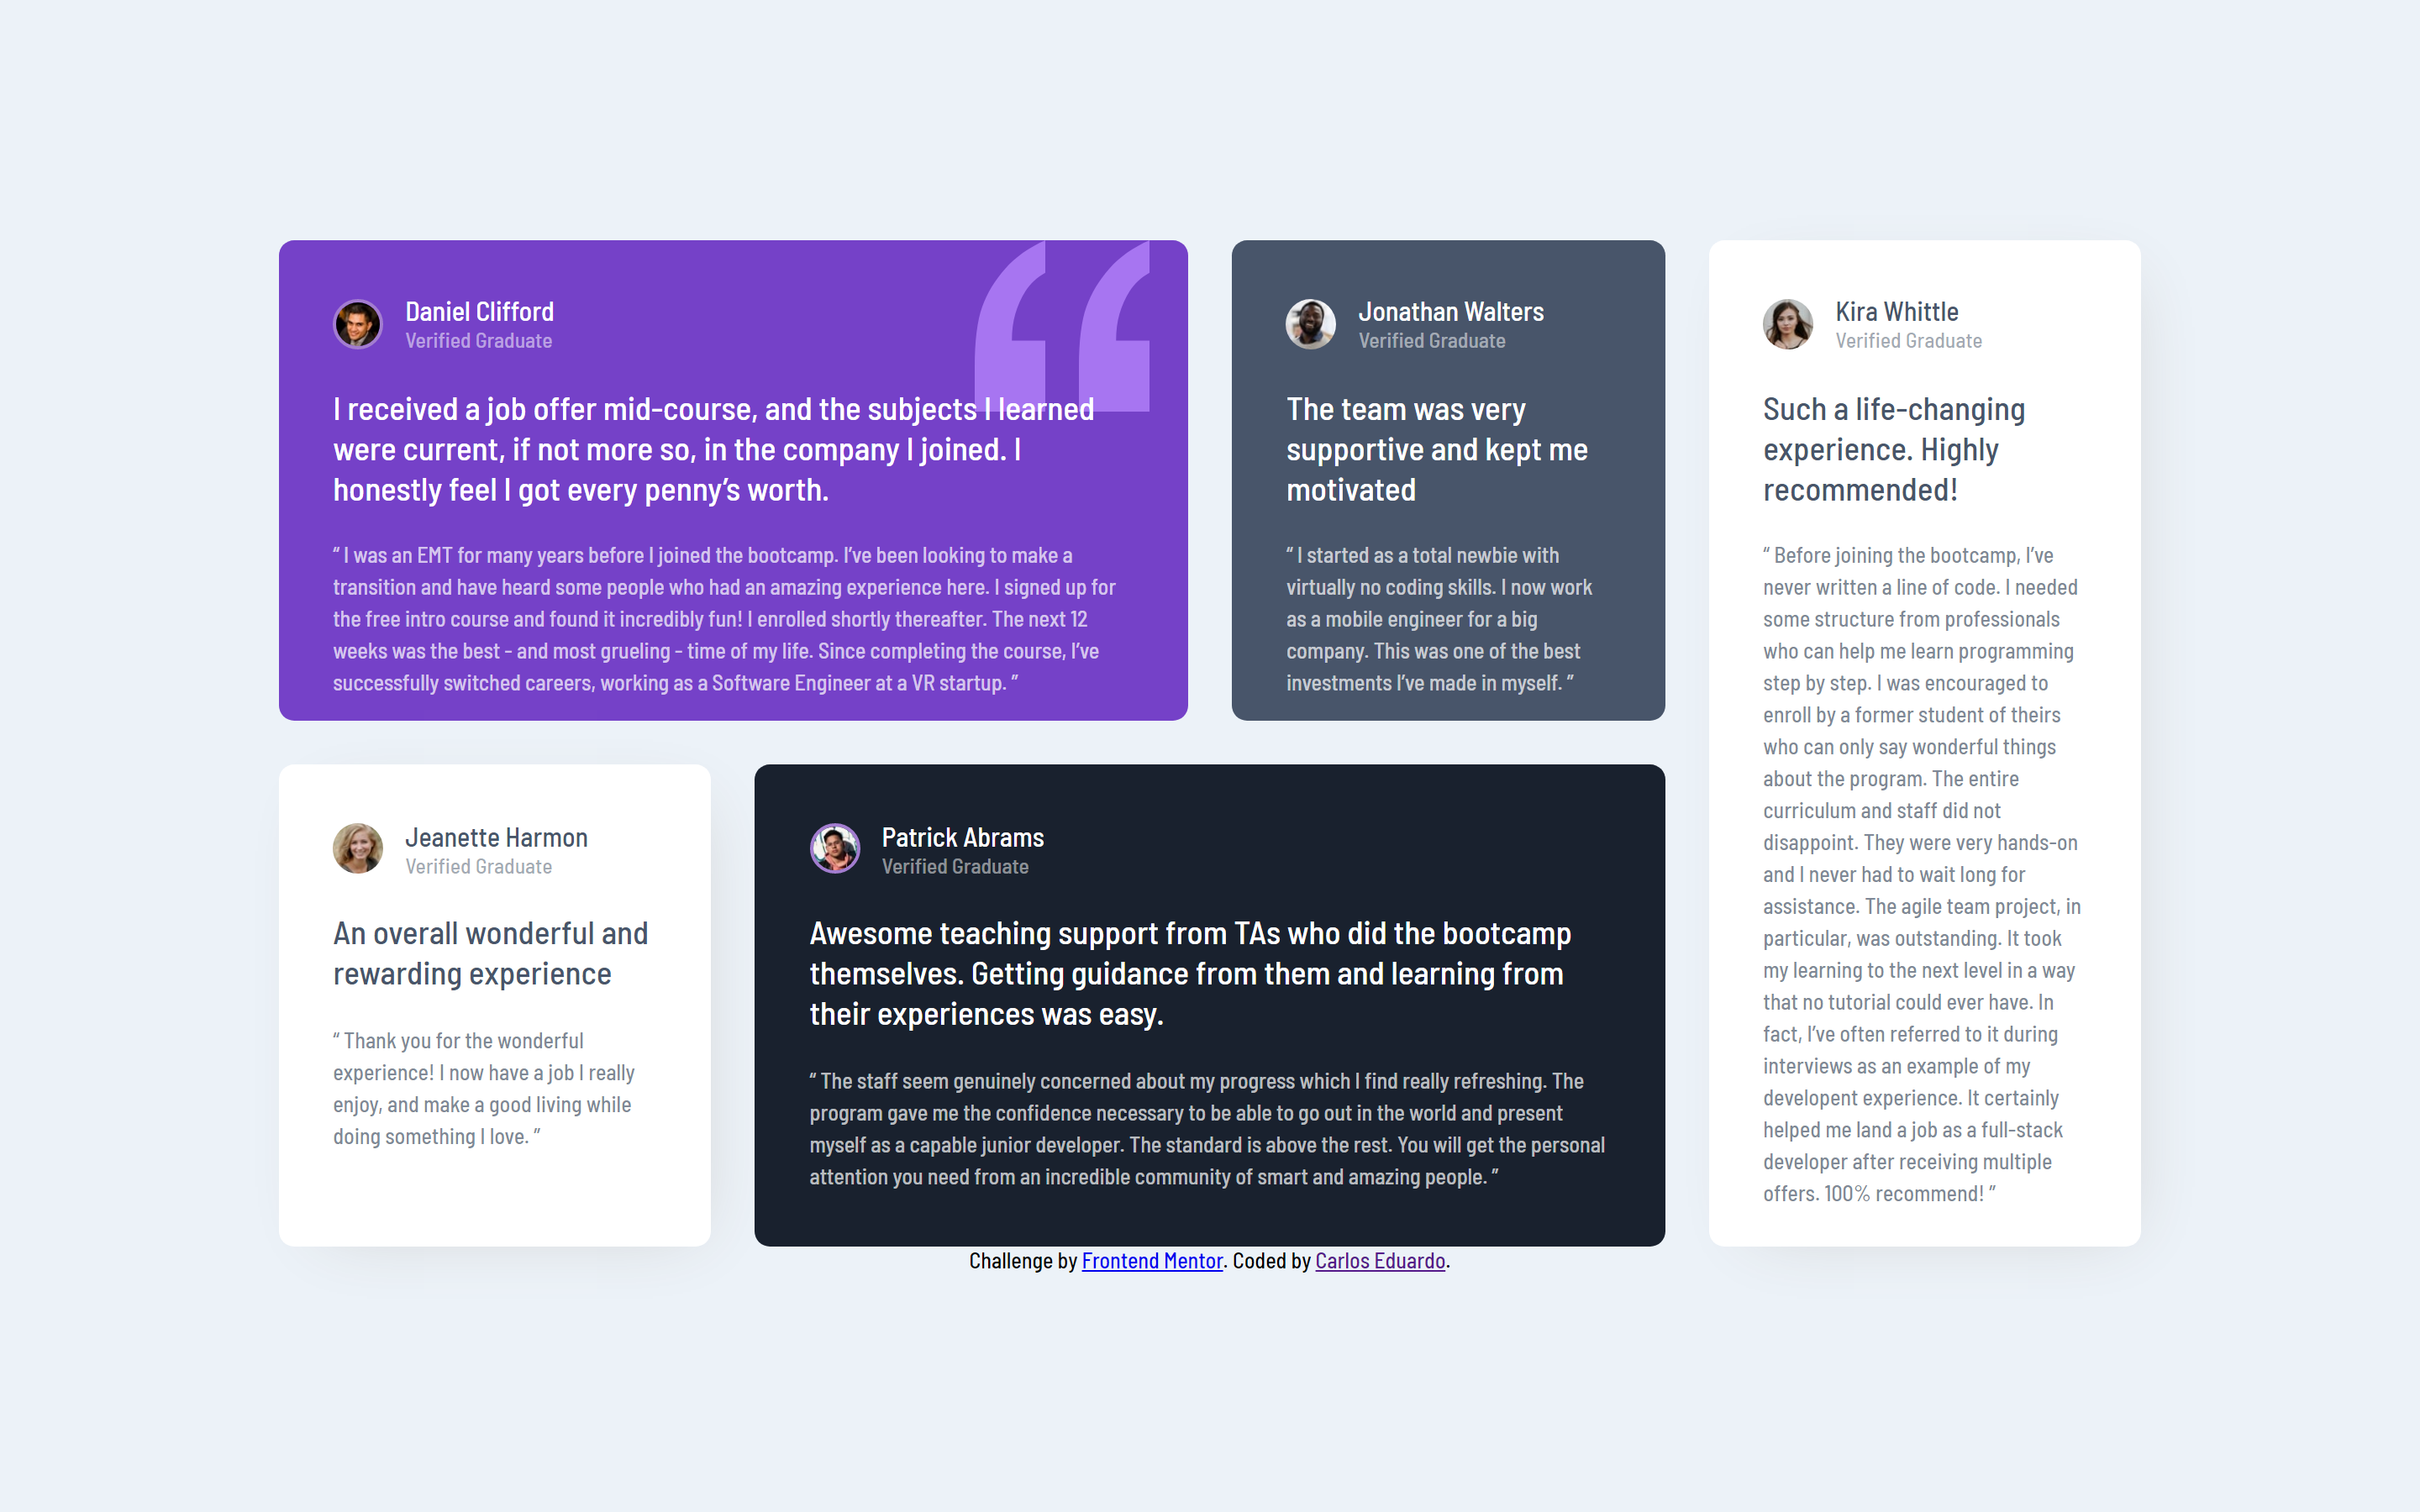 Daniel Clifford
Verified Graduate
I received a job offer mid-course, and the subjects I learned
were current, if not more so, in the company I joined. I
honestly feel I got every penny’s worth.
“ I was an EMT for many years before I joined the bootcamp. I’ve been looking to make a
transition and have heard some people who had an amazing experience here. I signed up for
the free intro course and found it incredibly fun! I enrolled shortly thereafter. The next 12
weeks was the best - and most grueling - time of my life. Since completing the course, I’ve
successfully switched careers, working as a Software Engineer at a VR startup. ”
Jonathan Walters
Verified Graduate
The team was very
supportive and kept me
motivated
“ I started as a total newbie with
virtually no coding skills. I now work
as a mobile engineer for a big
company. This was one of the best
investments I’ve made in myself. ”
Kira Whittle
Verified Graduate
Such a life-changing
experience. Highly
recommended!
“ Before joining the bootcamp, I’ve
never written a line of code. I needed
some structure from professionals
who can help me learn programming
step by step. I was encouraged to
enroll by a former student of theirs
who can only say wonderful things
about the program. The entire
curriculum and staff did not
disappoint. They were very hands-on
and I never had to wait long for
assistance. The agile team project, in
particular, was outstanding. It took
my learning to the next level in a way
that no tutorial could ever have. In
fact, I’ve often referred to it during
interviews as an example of my
developent experience. It certainly
helped me land a job as a full-stack
developer after receiving multiple
offers. 100% recommend! ”
Jeanette Harmon
Verified Graduate
An overall wonderful and
rewarding experience
“ Thank you for the wonderful
experience! I now have a job I really
enjoy, and make a good living while
doing something I love. ”
Patrick Abrams
Verified Graduate
Awesome teaching support from TAs who did the bootcamp
themselves. Getting guidance from them and learning from
their experiences was easy.
“ The staff seem genuinely concerned about my progress which I find really refreshing. The
program gave me the confidence necessary to be able to go out in the world and present
myself as a capable junior developer. The standard is above the rest. You will get the personal
attention you need from an incredible community of smart and amazing people. ”
Challenge by Frontend Mentor. Coded by Carlos Eduardo.